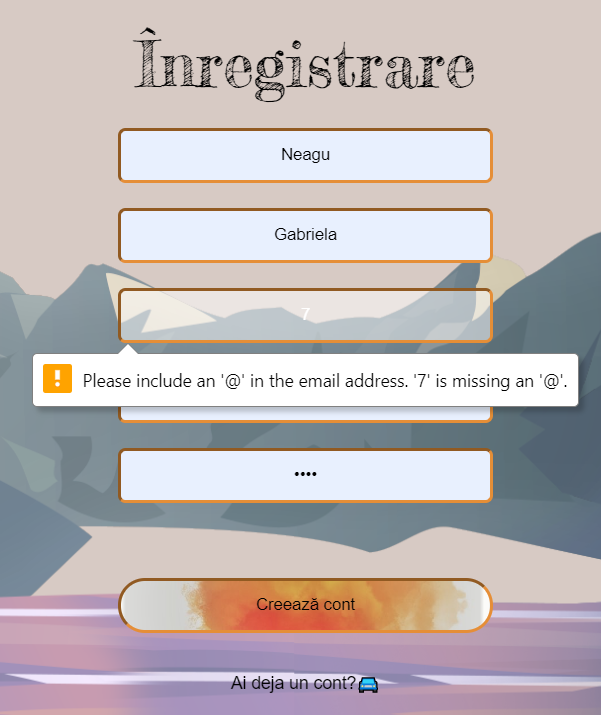 Înregistrare
Neagu
Gabriela
7
Please include an '@' in the email address. '7' is missing an '@'.
••••
Creează cont
Ai deja un cont?